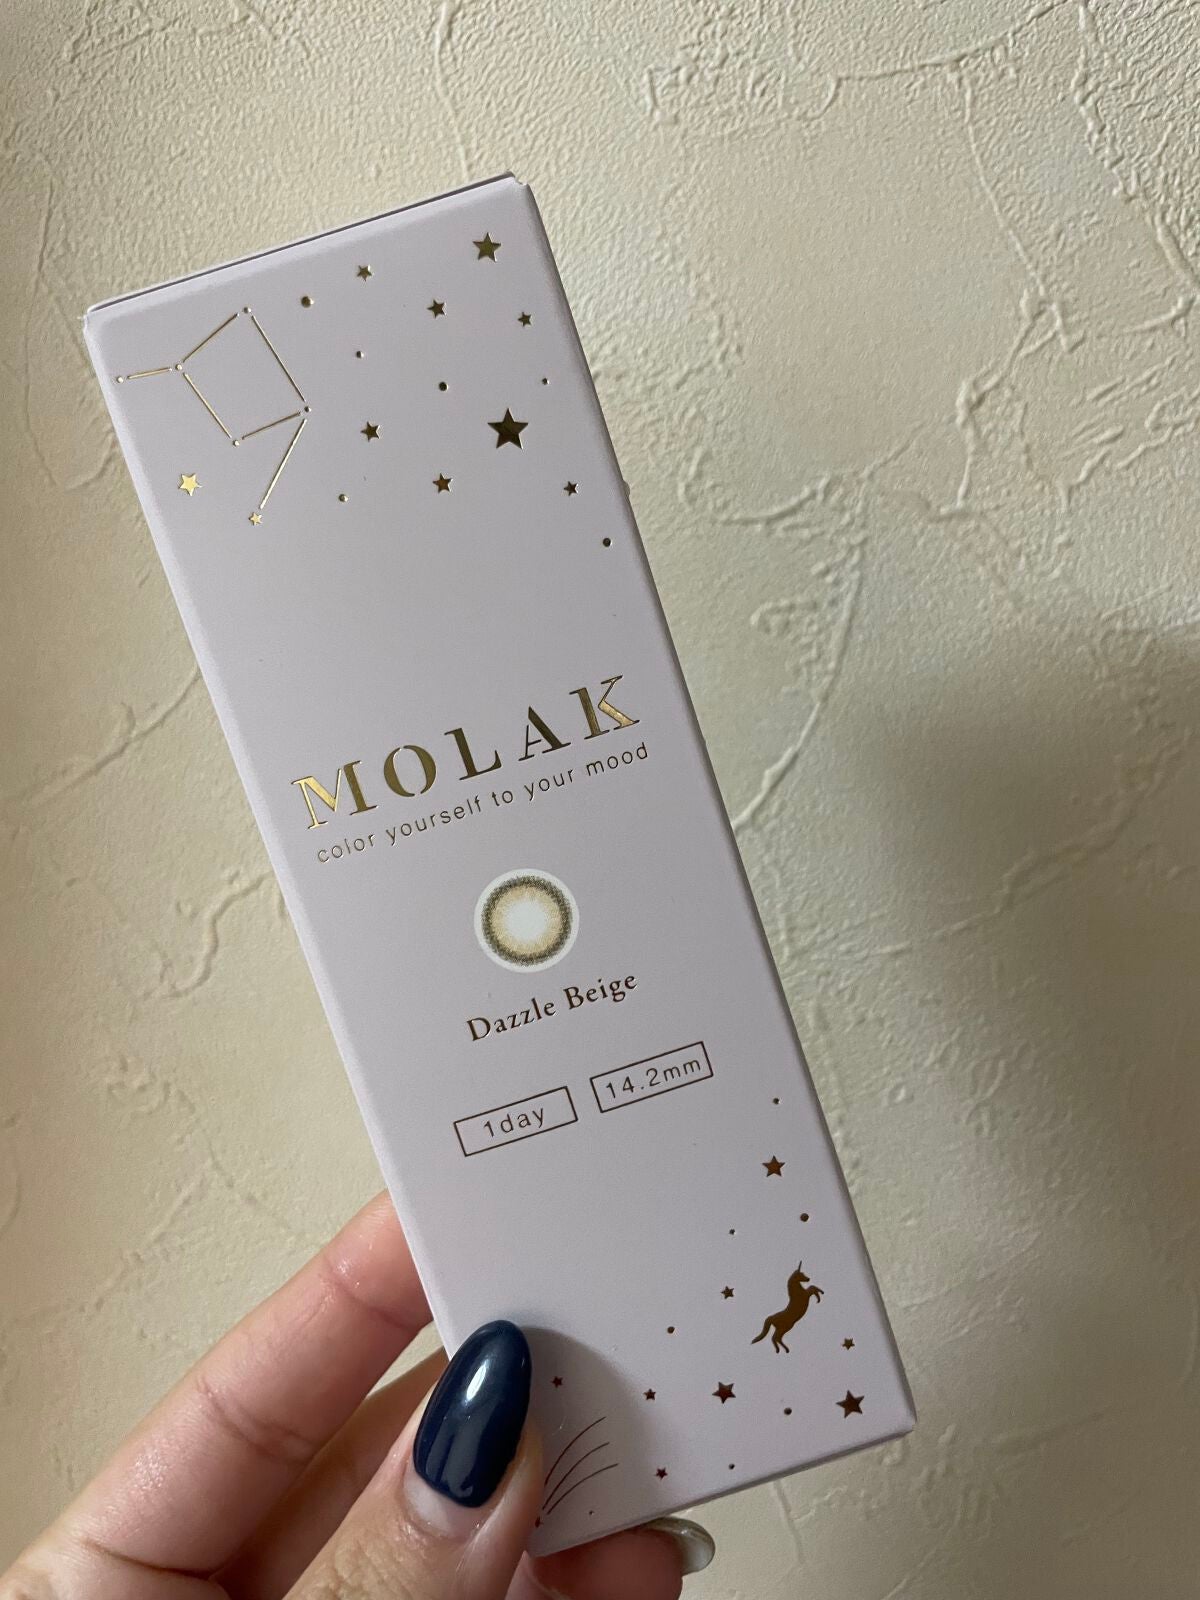 MOLAK
color yourself to your mood
Dazzle Beige
1day
14.2mm